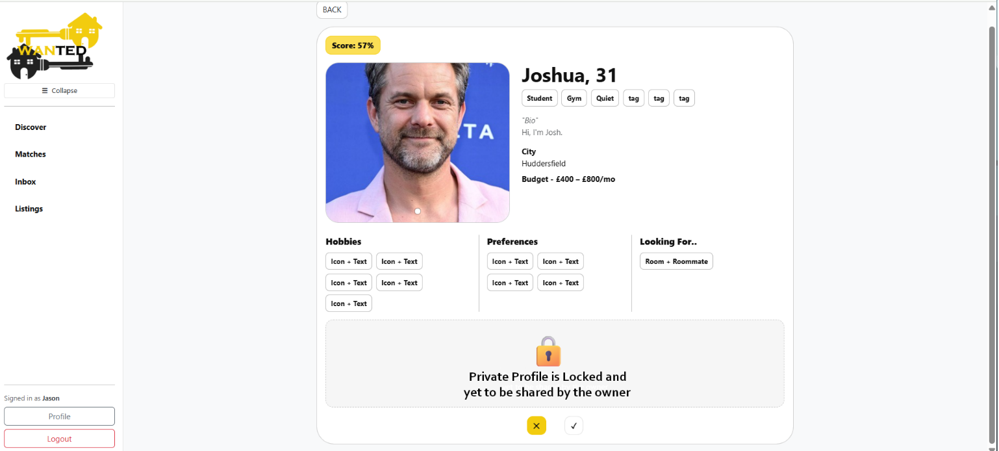 BACK
WANTED
☰ Collapse
Discover
Matches
Inbox
Listings
Signed in as Jason
Profile
Logout
Score: 57%
ETA
Joshua, 31
Student Gym Quiet tag tag tag
"Bio"
Hi, I'm Josh.
City
Huddersfield
Budget - £400 – £800/mo
Hobbies
Icon + Text Icon + Text
Icon + Text Icon + Text
Icon + Text
Preferences
Icon + Text Icon + Text
Icon + Text Icon + Text
Looking For..
Room + Roommate
Private Profile is Locked and
yet to be shared by the owner